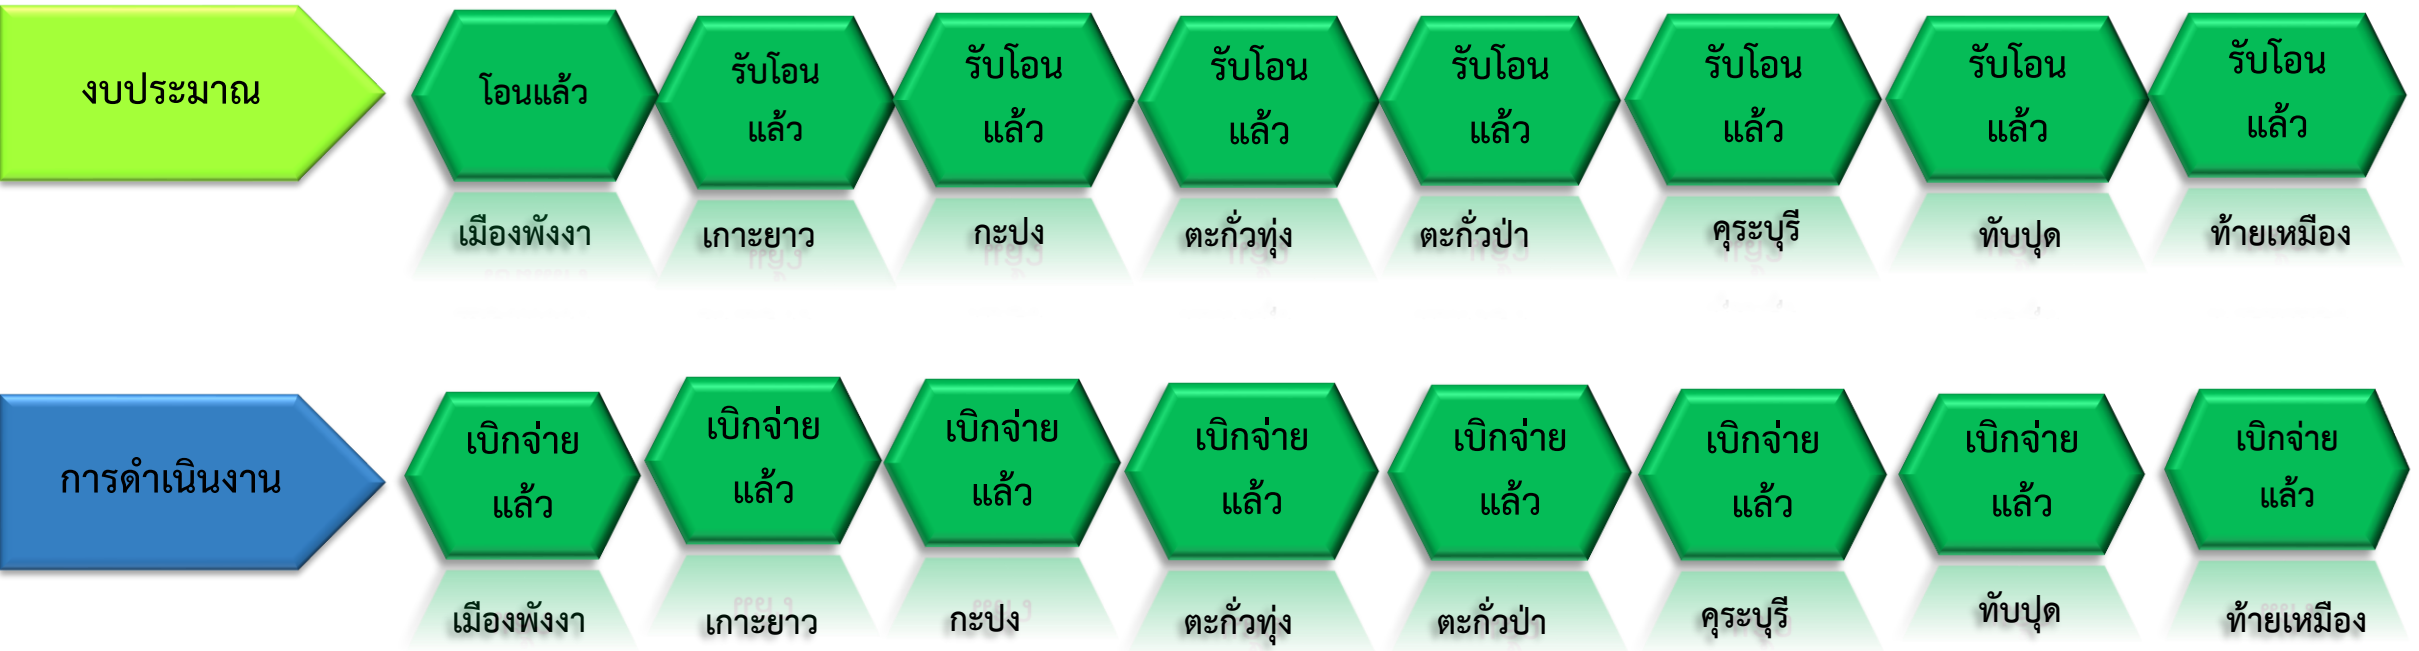 งบประมาณ
โอนแล้ว
รับโอน
แล้ว
รับโอน
แล้ว
รับโอน
แล้ว
รับโอน
แล้ว
รับโอน
แล้ว
รับโอน
แล้ว
รับโอน
แล้ว
เมืองพังงา
เกาะยาว
กะปง
ตะกั่วทุ่ง
ตะกั่วป่า
คุระบุรี
ทับปุด
ท้ายเหมือง
การดำเนินงาน
เบิกจ่าย
แล้ว
เบิกจ่าย
แล้ว
เบิกจ่าย
แล้ว
เบิกจ่าย
แล้ว
เบิกจ่าย
แล้ว
เบิกจ่าย
แล้ว
เบิกจ่าย
แล้ว
เบิกจ่าย
แล้ว
เมืองพังงา
เกาะยาว
กะปง
ตะกั่วทุ่ง
ตะกั่วป่า
คุระบุรี
ทับปุด
ท้ายเหมือง